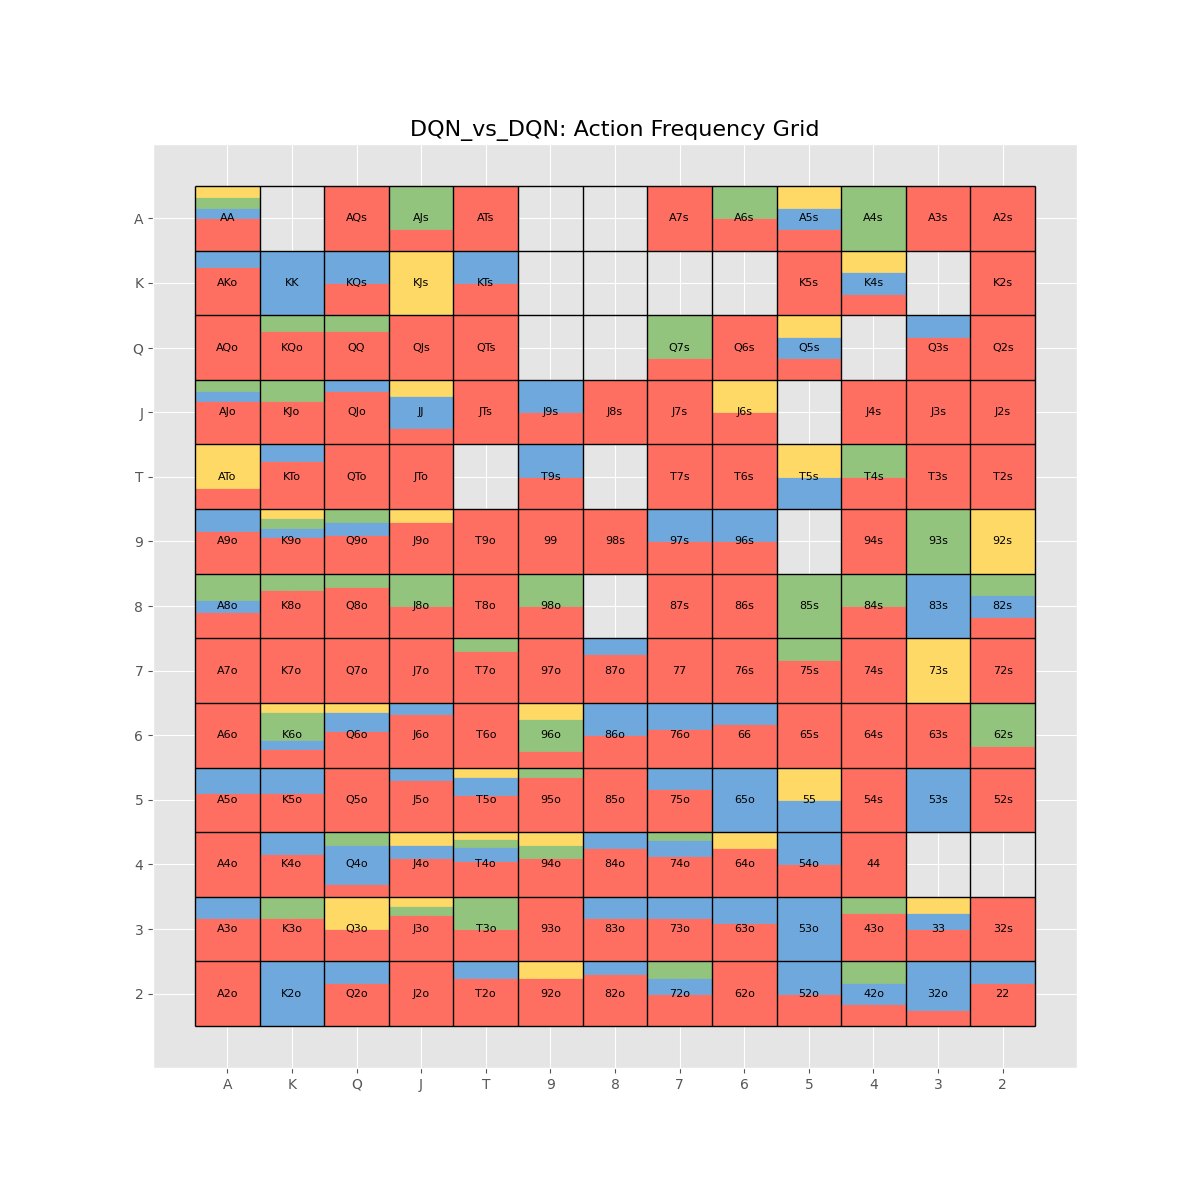 DQN_vs_DQN: Action Frequency Grid
A AA AQs AJs ATs A7s A6s A5s A4s A3s A2s
K AKo KK KQs KJs KTs K5s K4s K2s
Q AQo KQo QQ QJs QTs Q7s Q6s Q5s Q3s Q2s
J AJo KJo QJo JJ JTs J9s J8s J7s J6s J4s J3s J2s
T ATo KTo QTo JTo T9s T7s T6s T5s T4s T3s T2s
9 A9o K9o Q9o J9o T9o 99 98s 97s 96s 94s 93s 92s
8 A8o K8o Q8o J8o T8o 98o 87s 86s 85s 84s 83s 82s
7 A7o K7o Q7o J7o T7o 97o 87o 77 76s 75s 74s 73s 72s
6 A6o K6o Q6o J6o T6o 96o 86o 76o 66 65s 64s 63s 62s
5 A5o K5o Q5o J5o T5o 95o 85o 75o 65o 55 54s 53s 52s
4 A4o K4o Q4o J4o T4o 94o 84o 74o 64o 54o 44
3 A3o K3o Q3o J3o T3o 93o 83o 73o 63o 53o 43o 33 32s
2 A2o K2o Q2o J2o T2o 92o 82o 72o 62o 52o 42o 32o 22
A K Q J T 9 8 7 6 5 4 3 2